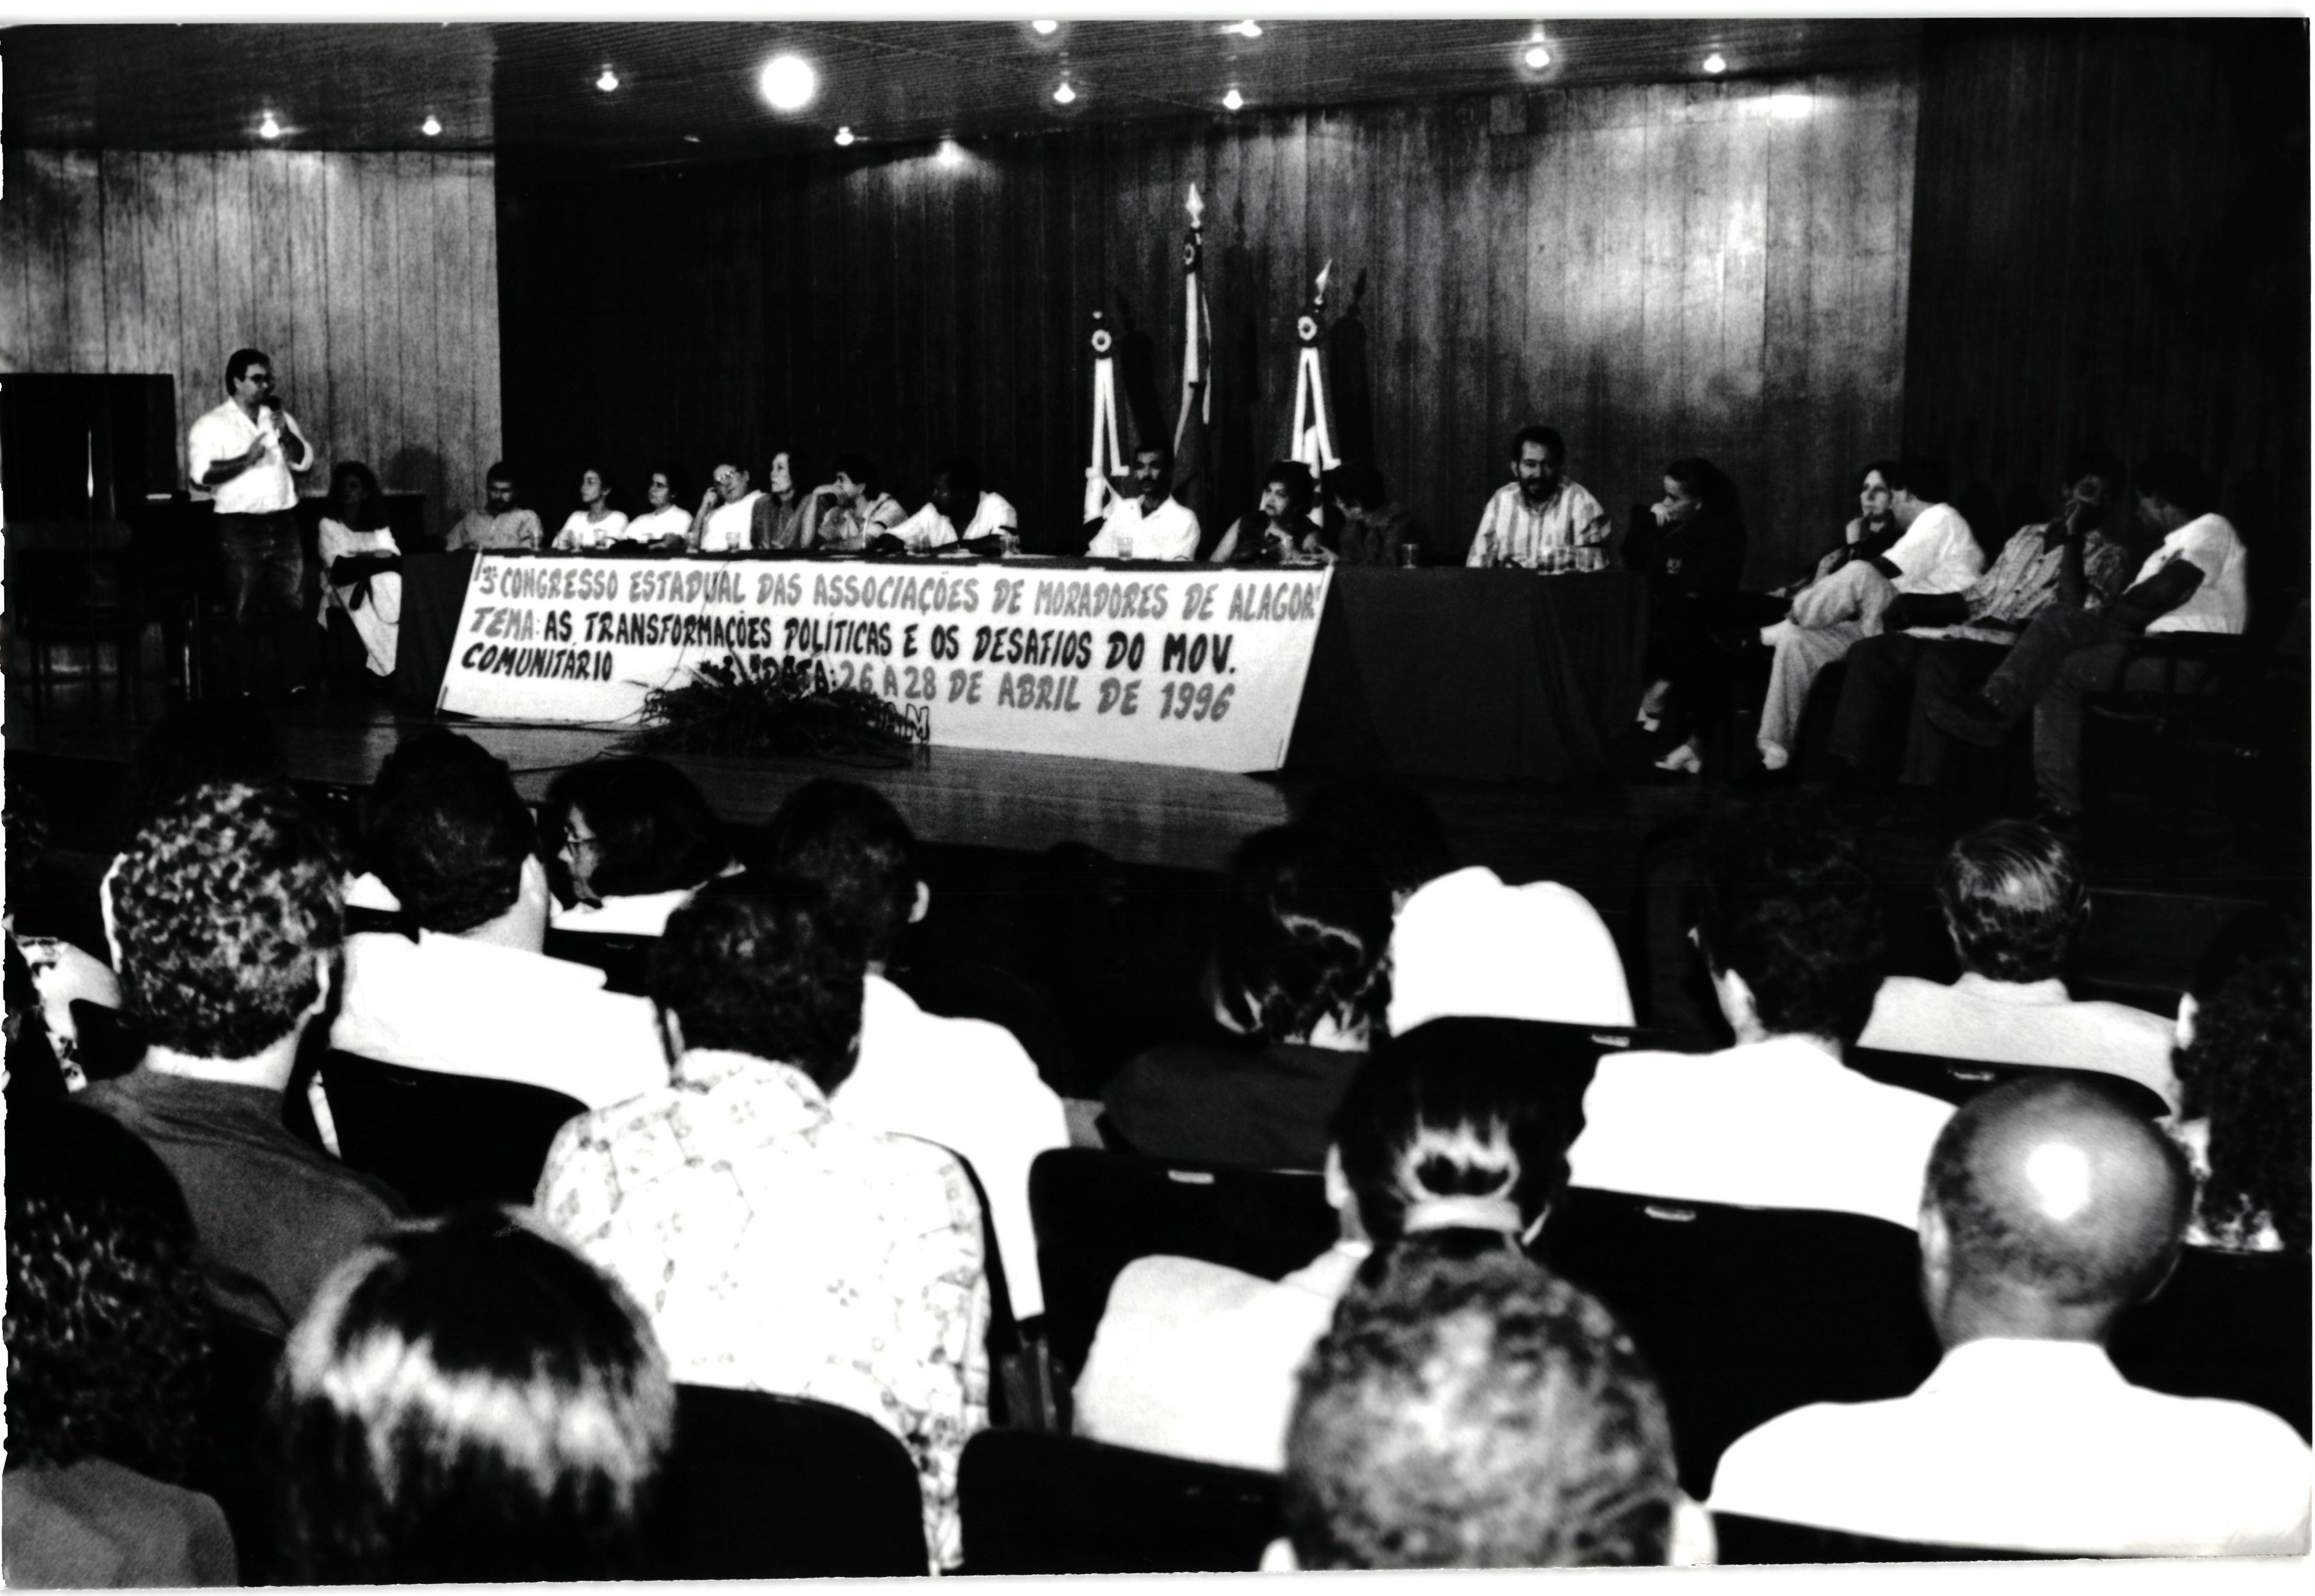 3º CONGRESSO ESTADUAL DAS ASSOCIAÇÕES DE MORADORES DE ALAGOAS
TEMA: AS TRANSFORMAÇÕES POLÍTICAS E OS DESAFIOS DO MOV.
COMUNITÁRIO
DATA: 26 A 28 DE ABRIL DE 1996